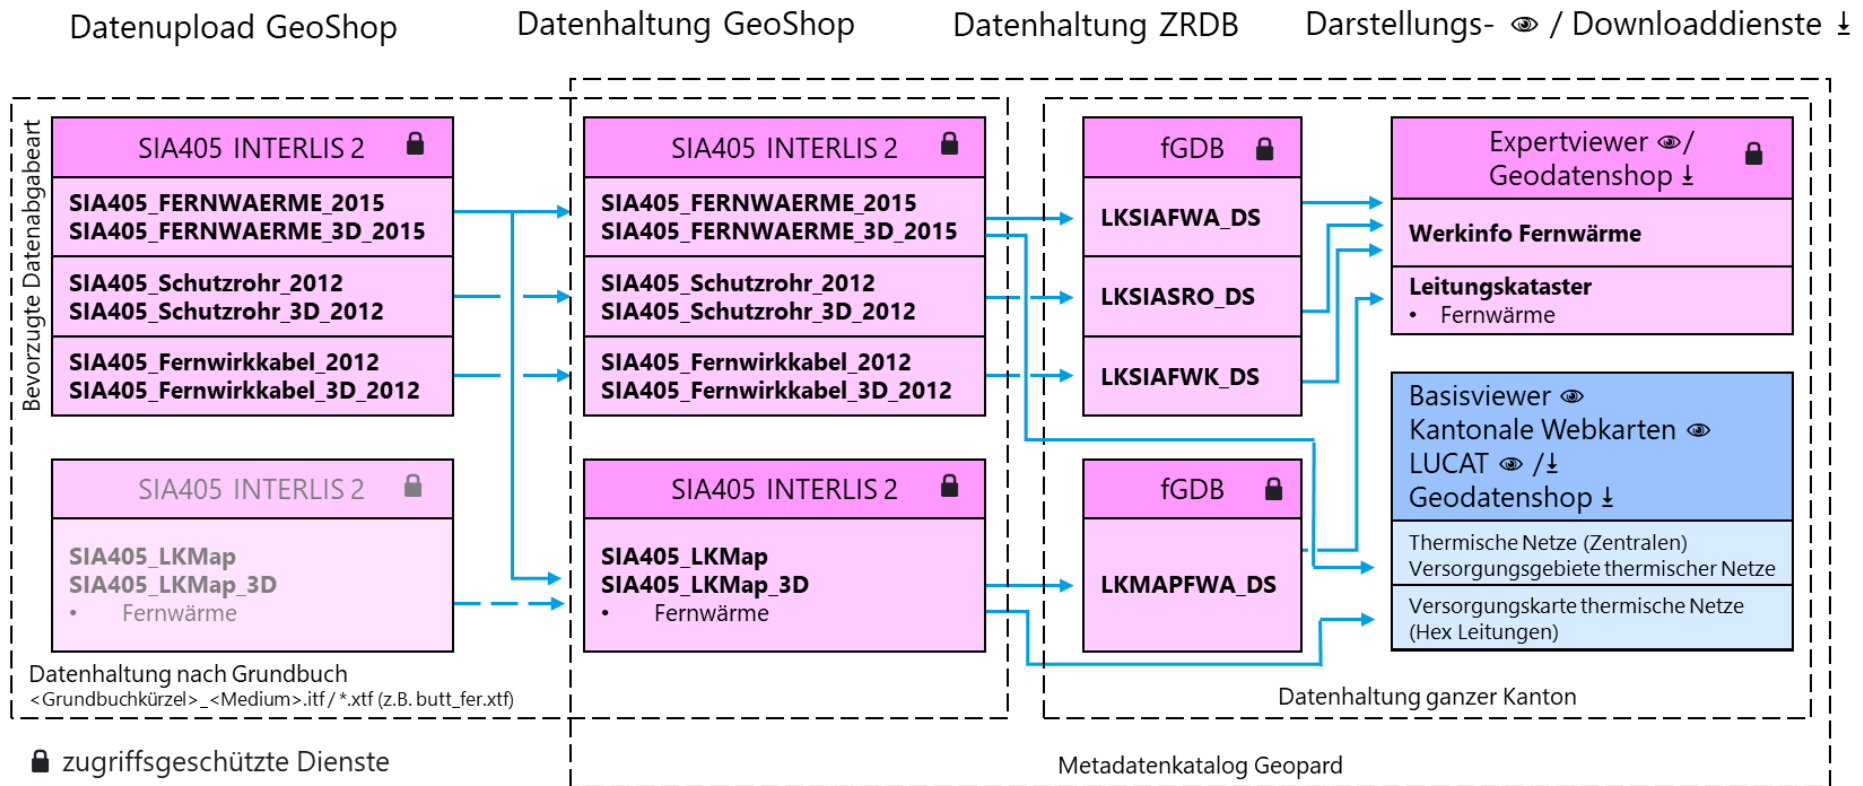 Datenupload GeoShop
Datenhaltung GeoShop
Datenhaltung ZRDB
Darstellungs- / Downloaddienste
Bevorzugte Datenabgabeart
SIA405 INTERLIS 2
SIA405_FERNWAERME_2015
SIA405_FERNWAERME_3D_2015
SIA405_Schutzrohr_2012
SIA405_Schutzrohr_3D_2012
SIA405_Fernwirkkabel_2012
SIA405_Fernwirkkabel_3D_2012
SIA405 INTERLIS 2
SIA405_LKMap
SIA405_LKMap_3D
• Fernwärme
Datenhaltung nach Grundbuch
<Grundbuchkürzel>_<Medium>.itf / *.xtf (z.B. butt_fer.xtf)
SIA405 INTERLIS 2
SIA405_FERNWAERME_2015
SIA405_FERNWAERME_3D_2015
SIA405_Schutzrohr_2012
SIA405_Schutzrohr_3D_2012
SIA405_Fernwirkkabel_2012
SIA405_Fernwirkkabel_3D_2012
SIA405 INTERLIS 2
SIA405_LKMap
SIA405_LKMap_3D
• Fernwärme
fGDB
LKSIAFWA_DS
LKSIASRO_DS
LKSIAFWK_DS
fGDB
LKMAPFWA_DS
Expertviewer /
Geodatenshop
Werkinfo Fernwärme
Leitungskataster
• Fernwärme
Basisviewer
Kantonale Webkarten
LUCAT /
Geodatenshop
Thermische Netze (Zentralen)
Versorgungsgebiete thermischer Netze
Versorgungskarte thermische Netze
(Hex Leitungen)
Datenhaltung ganzer Kanton
zugriffsgeschützte Dienste
Metadatenkatalog Geopard